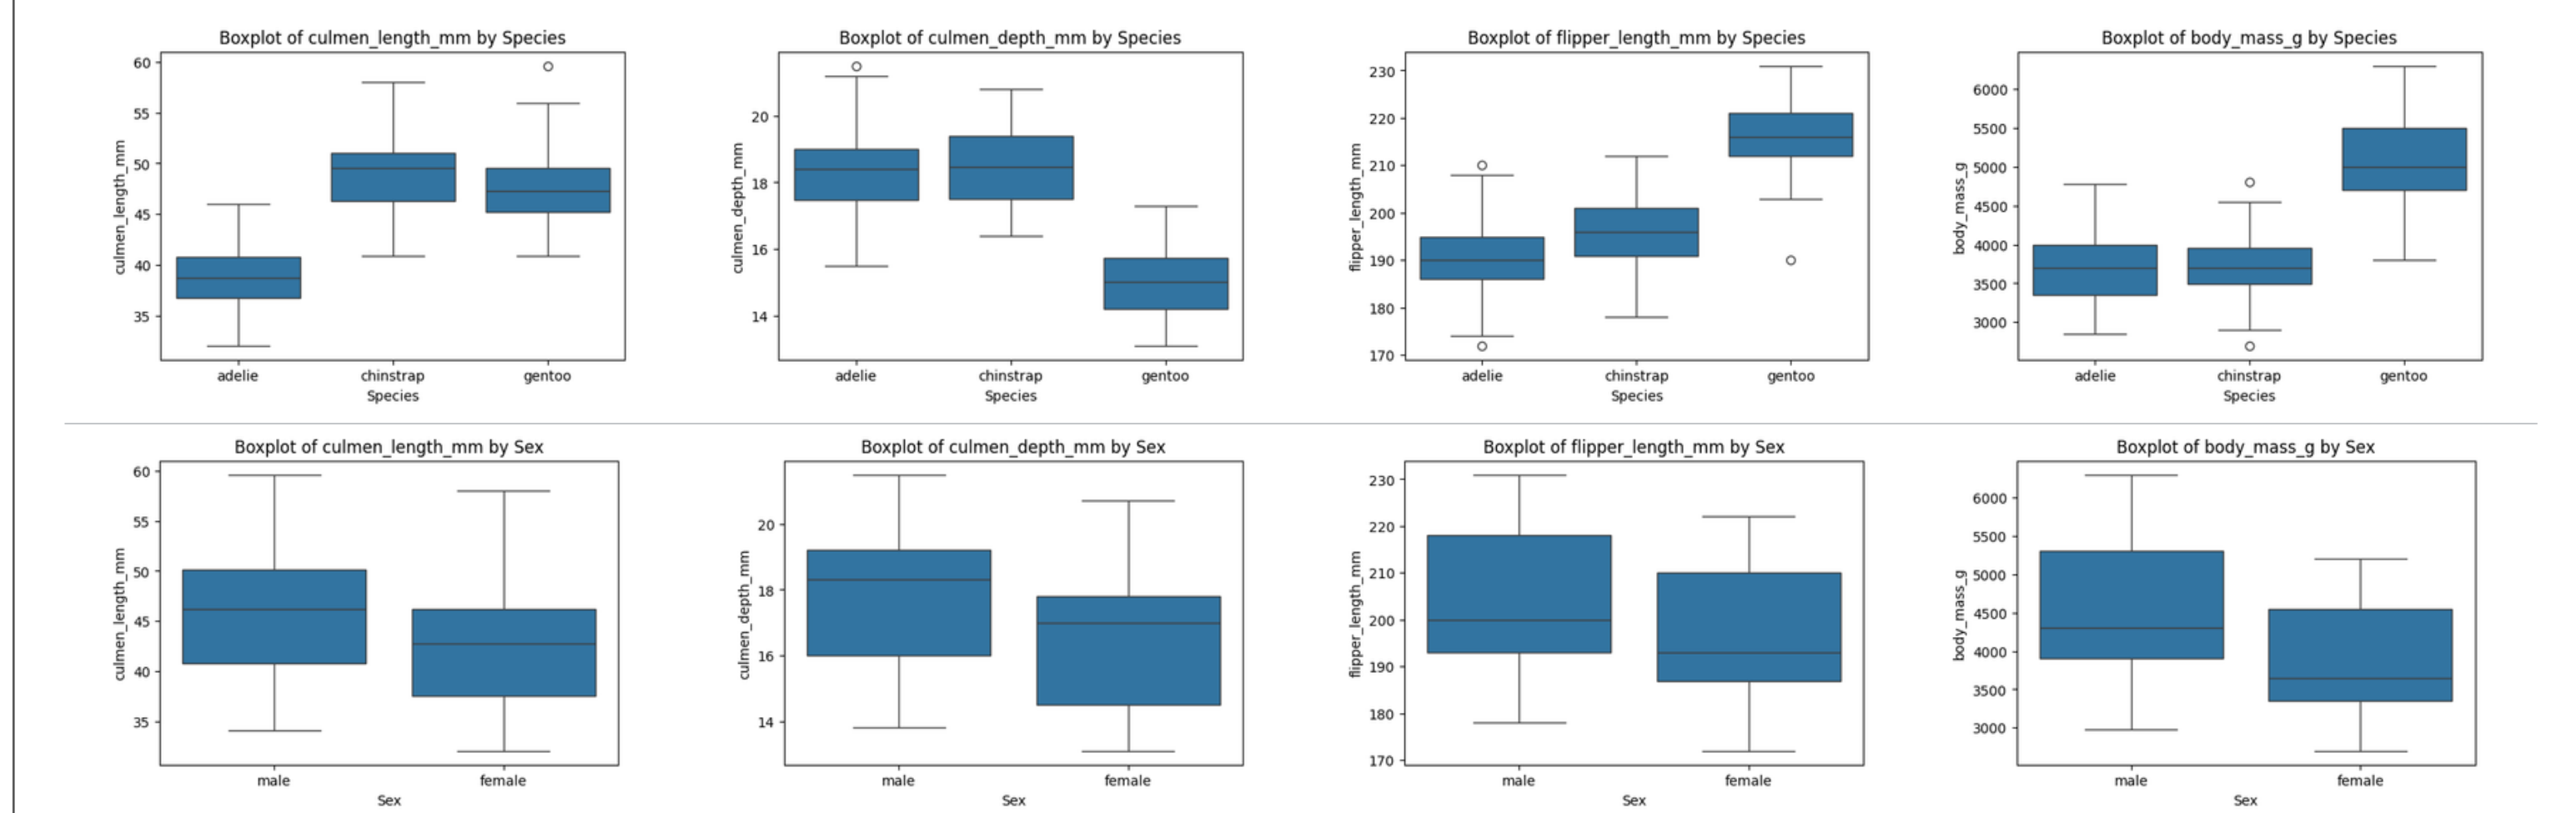 Boxplot of culmen_length_mm by Species
culmen_length_mm
60
55
50
45
40
35
adelie chinstrap gentoo
Species
Boxplot of culmen_depth_mm by Species
culmen_depth_mm
20
18
16
14
adelie chinstrap gentoo
Species
Boxplot of flipper_length_mm by Species
flipper_length_mm
230
220
210
200
190
180
170
adelie chinstrap gentoo
Species
Boxplot of body_mass_g by Species
body_mass_g
6000
5500
5000
4500
4000
3500
3000
adelie chinstrap gentoo
Species
Boxplot of culmen_length_mm by Sex
culmen_length_mm
60
55
50
45
40
35
male female
Sex
Boxplot of culmen_depth_mm by Sex
culmen_depth_mm
20
18
16
14
male female
Sex
Boxplot of flipper_length_mm by Sex
flipper_length_mm
230
220
210
200
190
180
170
male female
Sex
Boxplot of body_mass_g by Sex
body_mass_g
6000
5500
5000
4500
4000
3500
3000
male female
Sex